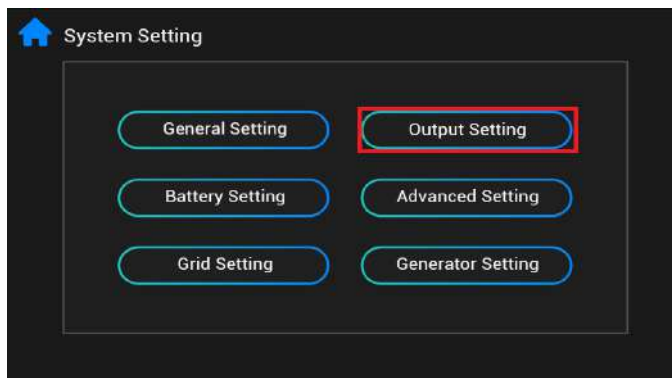 System Setting
General Setting
Output Setting
Battery Setting
Advanced Setting
Grid Setting
Generator Setting